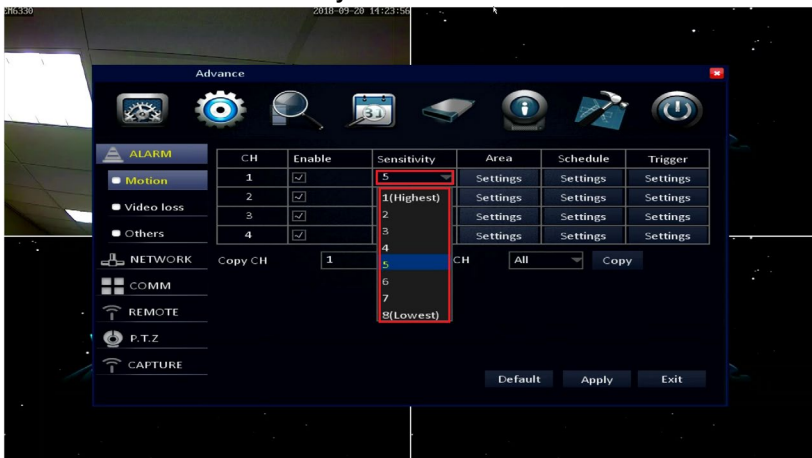 2018-09-20 14:23:56
Advance
31
ALARM
CH Enable Sensitivity Area Schedule Trigger
1 5 Settings Settings Settings
Motion
2 1(Highest) Settings Settings Settings
Video loss
3 2 Settings Settings Settings
3
Others
4 Settings Settings Settings
4
NETWORK
Copy CH 1 CH All Copy
5
COMM
6
7
REMOTE
8(Lowest)
P.T.Z
CAPTURE
Default Apply Exit